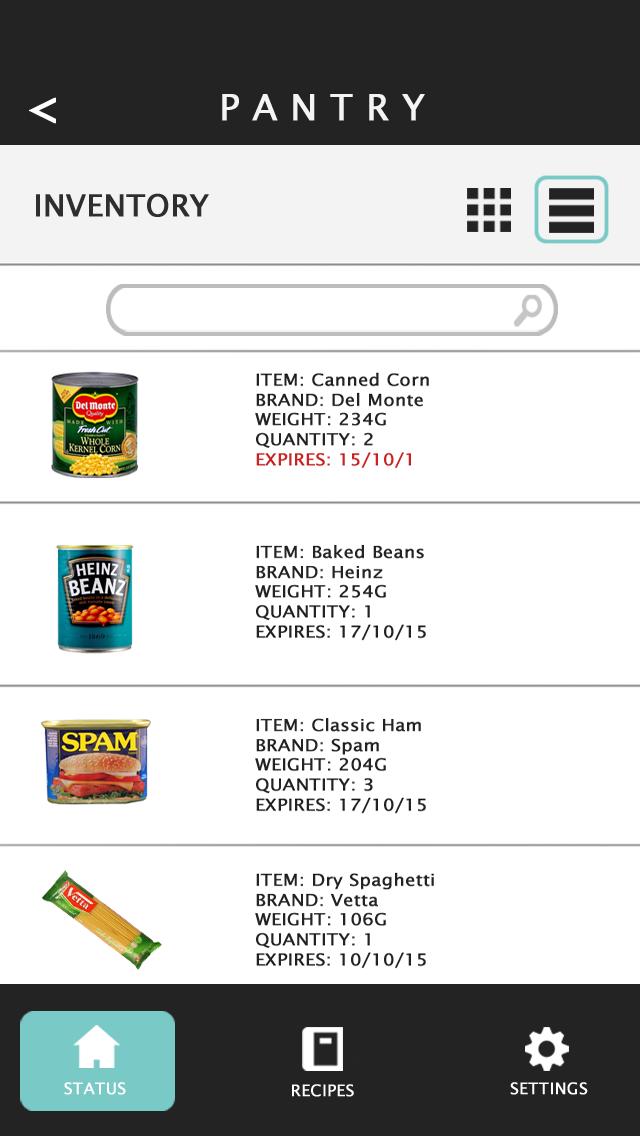 <
PANTRY
INVENTORY
Del Monte
Quality
MADE WITH
Fresh Cut
WHOLE
KERNEL CORN
ITEM: Canned Corn
BRAND: Del Monte
WEIGHT: 234G
QUANTITY: 2
EXPIRES: 15/10/1
HEINZ
BEANZ
1869
ITEM: Baked Beans
BRAND: Heinz
WEIGHT: 254G
QUANTITY: 1
EXPIRES: 17/10/15
SPAM
ITEM: Classic Ham
BRAND: Spam
WEIGHT: 204G
QUANTITY: 3
EXPIRES: 17/10/15
Vetta
ITEM: Dry Spaghetti
BRAND: Vetta
WEIGHT: 106G
QUANTITY: 1
EXPIRES: 10/10/15
STATUS
RECIPES
SETTINGS